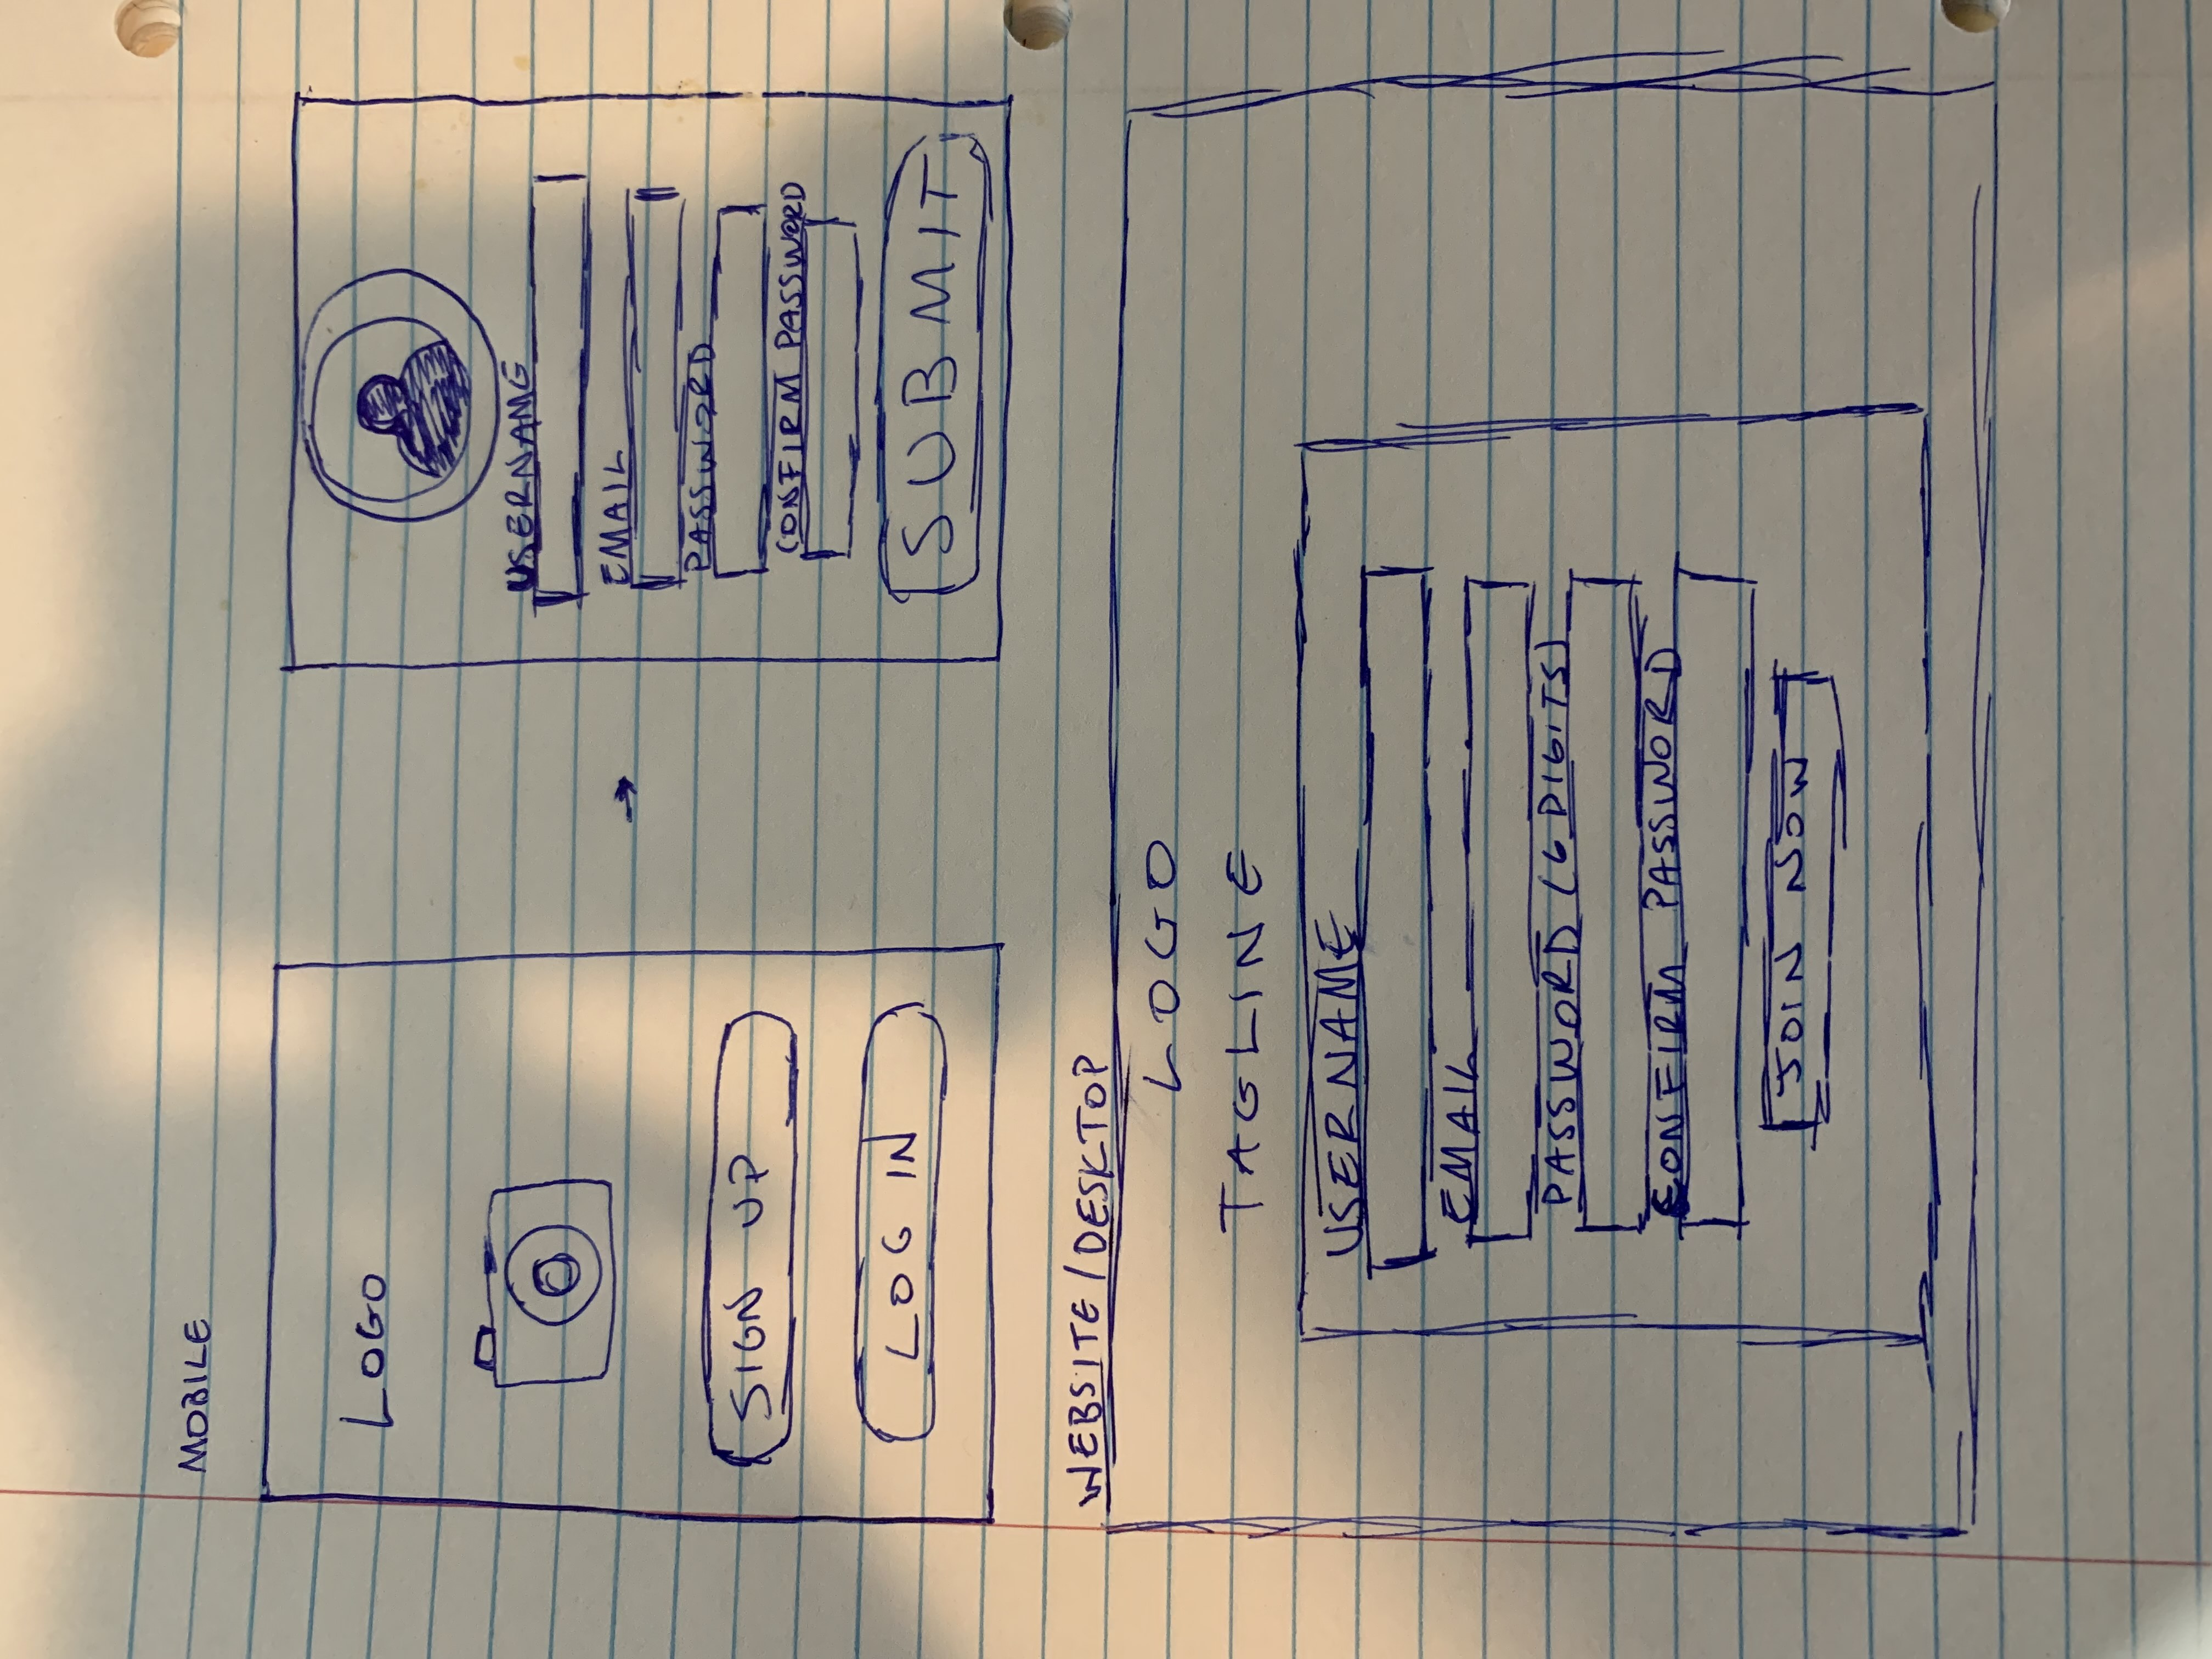 MOBILE
LOGO
SIGN UP
LOG IN
USERNAME
EMAIL
PASSWORD
CONFIRM PASSWORD
SUBMIT
WEBSITE/DESKTOP
LOGO
TAGLINE
USERNAME
EMAIL
PASSWORD (6 DIGITS)
CONFIRM PASSWORD
JOIN NOW